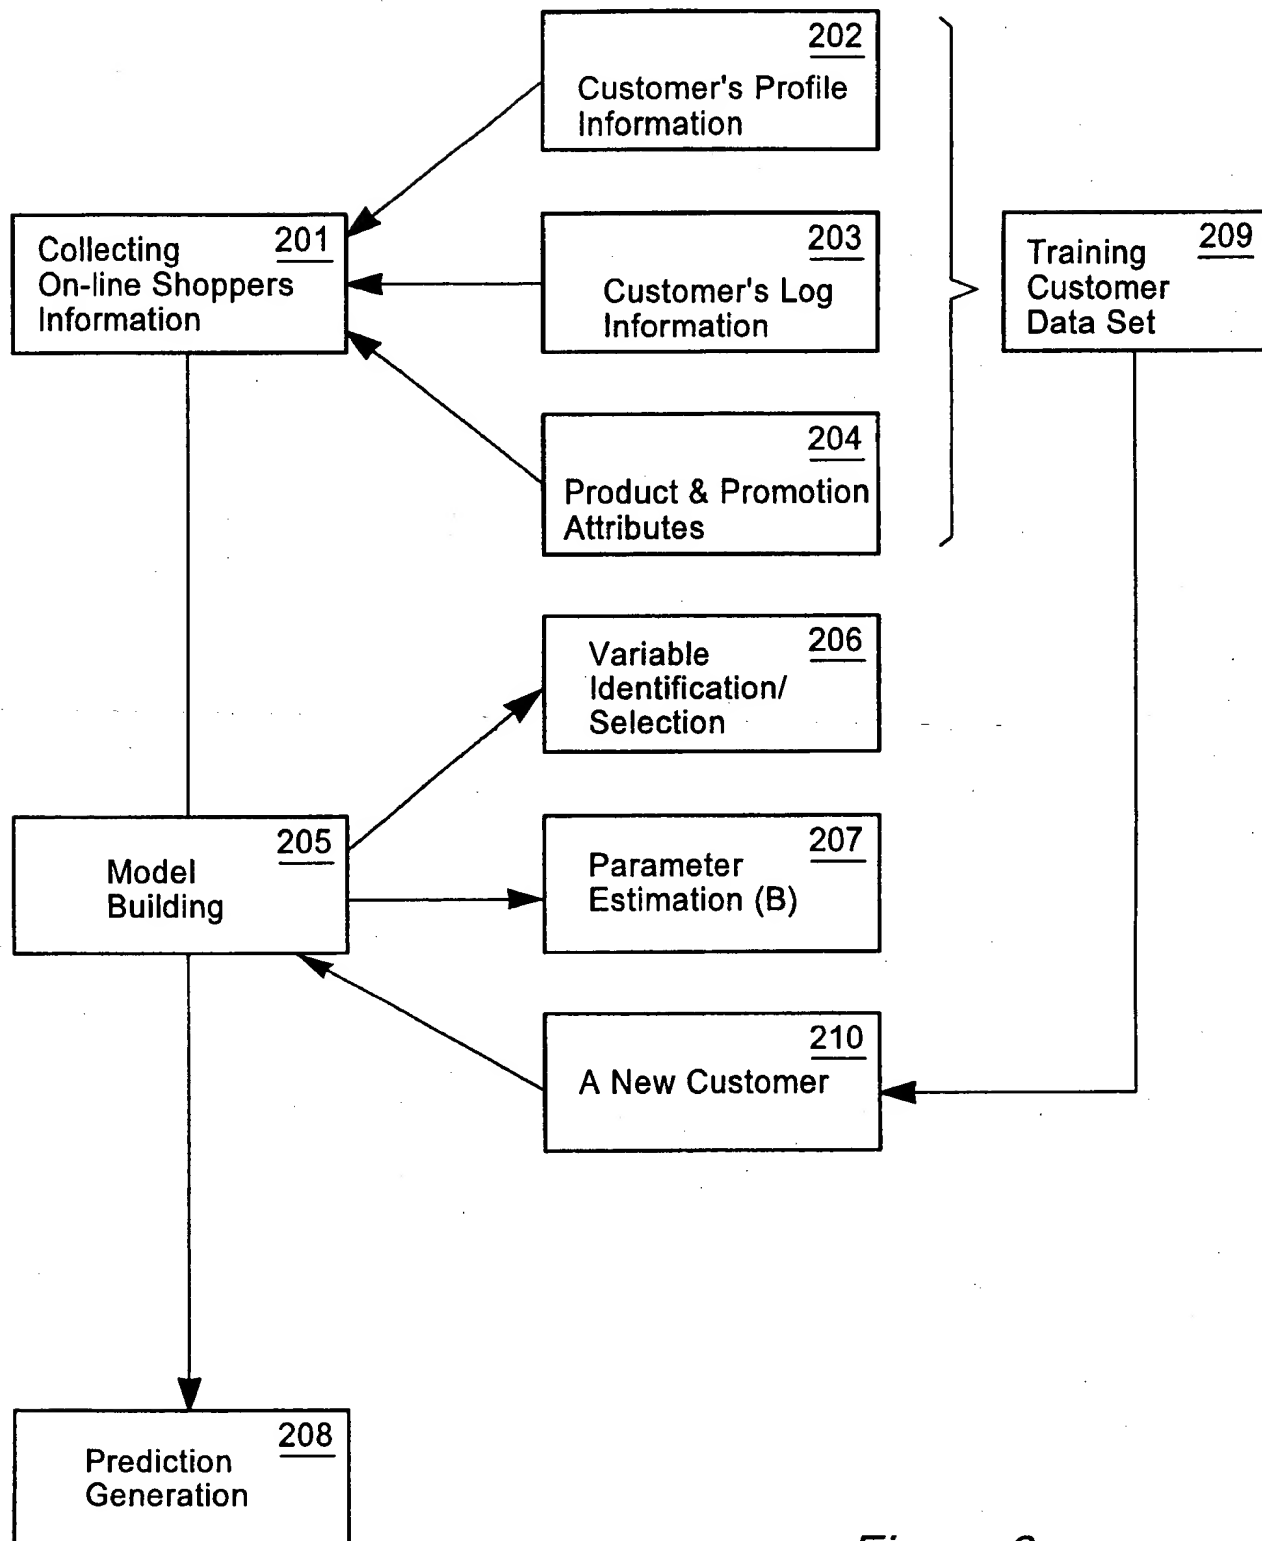 202
Customer's Profile
Information
201
Collecting
On-line Shoppers
Information
203
Customer's Log
Information
209
Training
Customer
Data Set
204
Product & Promotion
Attributes
206
Variable
Identification/
Selection
205
Model
Building
207
Parameter
Estimation (B)
210
A New Customer
208
Prediction
Generation